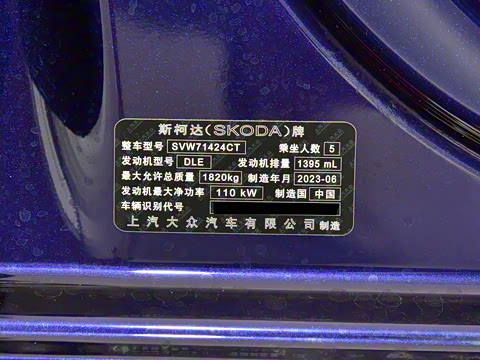 斯柯达(SKODA)牌
整车型号 SVW71424CT 乘坐人数 5
发动机型号 DLE 发动机排量 1395 mL
最大允许总质量 1820kg 制造年月 2023-06
发动机最大净功率 110 kW 制造国 中国
车辆识别代号
上汽大众汽车有限公司制造